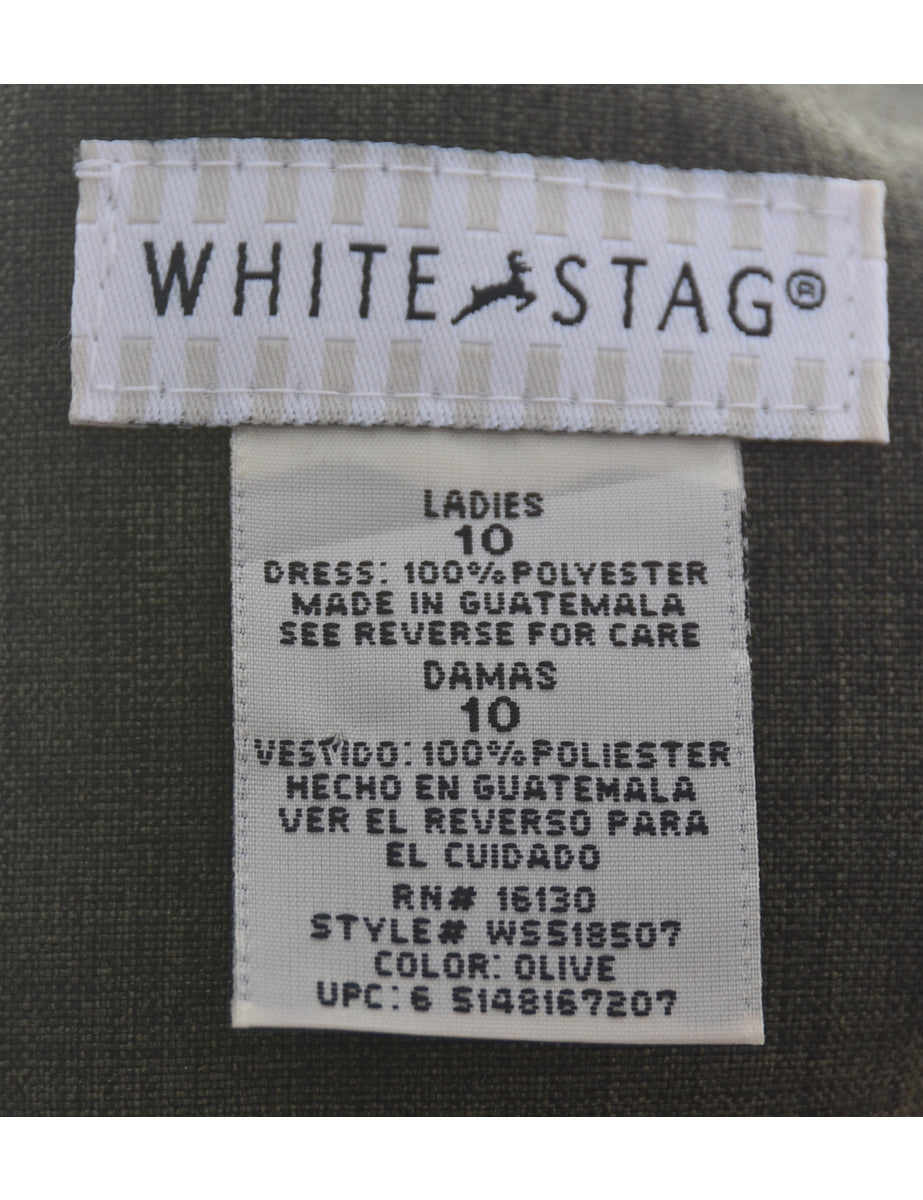 WHITE STAG®
LADIES
10
DRESS: 100% POLYESTER
MADE IN GUATEMALA
SEE REVERSE FOR CARE
DAMAS
10
VESTIDO: 100% POLIESTER
HECHO EN GUATEMALA
VER EL REVERSO PARA
EL CUIDADO
RN# 16130
STYLE# WS518507
COLOR: OLIVE
UPC: 6 5148167207